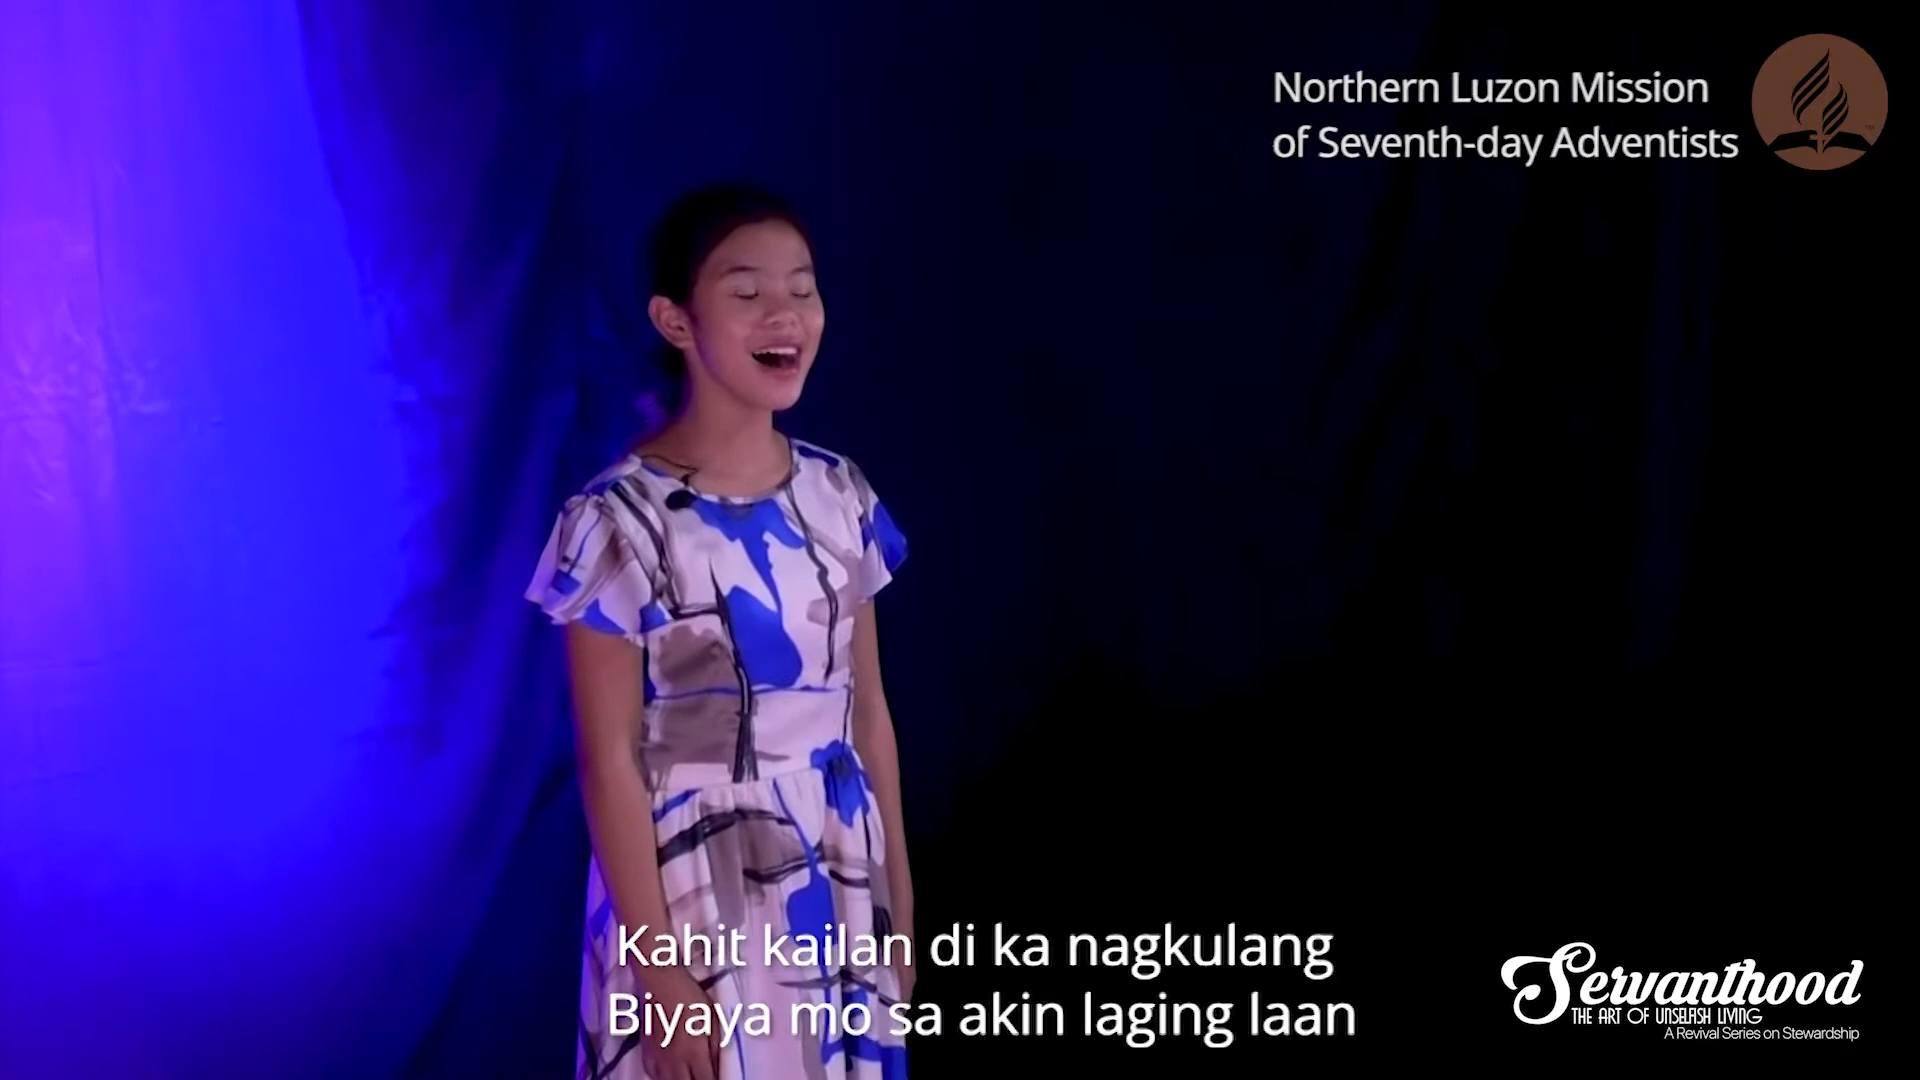 Northern Luzon Mission
of Seventh-day Adventists
Kahit kailan di ka nagkulang
Biyaya mo sa akin laging laan
Servanthood
THE ART OF UNSELFISH LIVING
A Revival Series on Stewardship